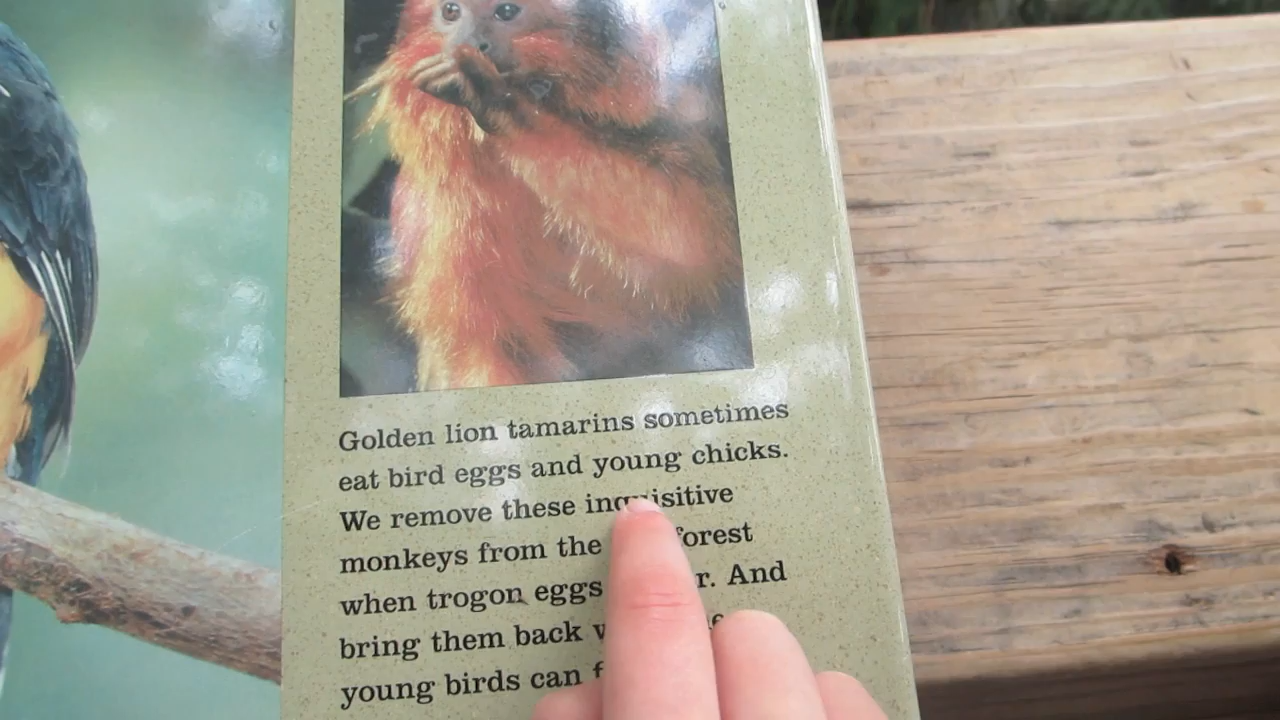 Golden lion tamarins sometimes
eat bird eggs and young chicks.
We remove these inquisitive
monkeys from the forest
when trogon eggs And
bring them back
young birds can